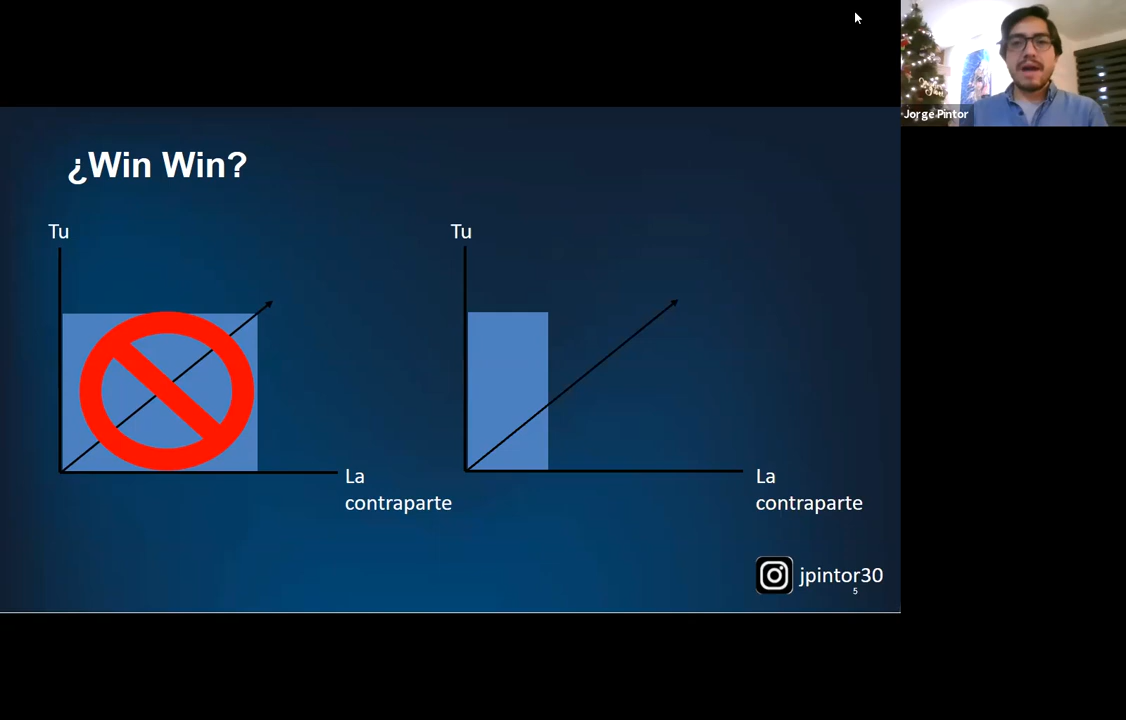 Jorge Pintor
¿Win Win?
Tu
La
contraparte
Tu
La
contraparte
jpintor30
5